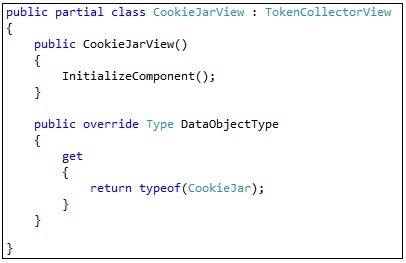 public partial class CookieJarView : TokenCollectorView
{
    public CookieJarView()
    {
        InitializeComponent();
    }

    public override Type DataObjectType
    {
        get
        {
            return typeof(CookieJar);
        }
    }

}